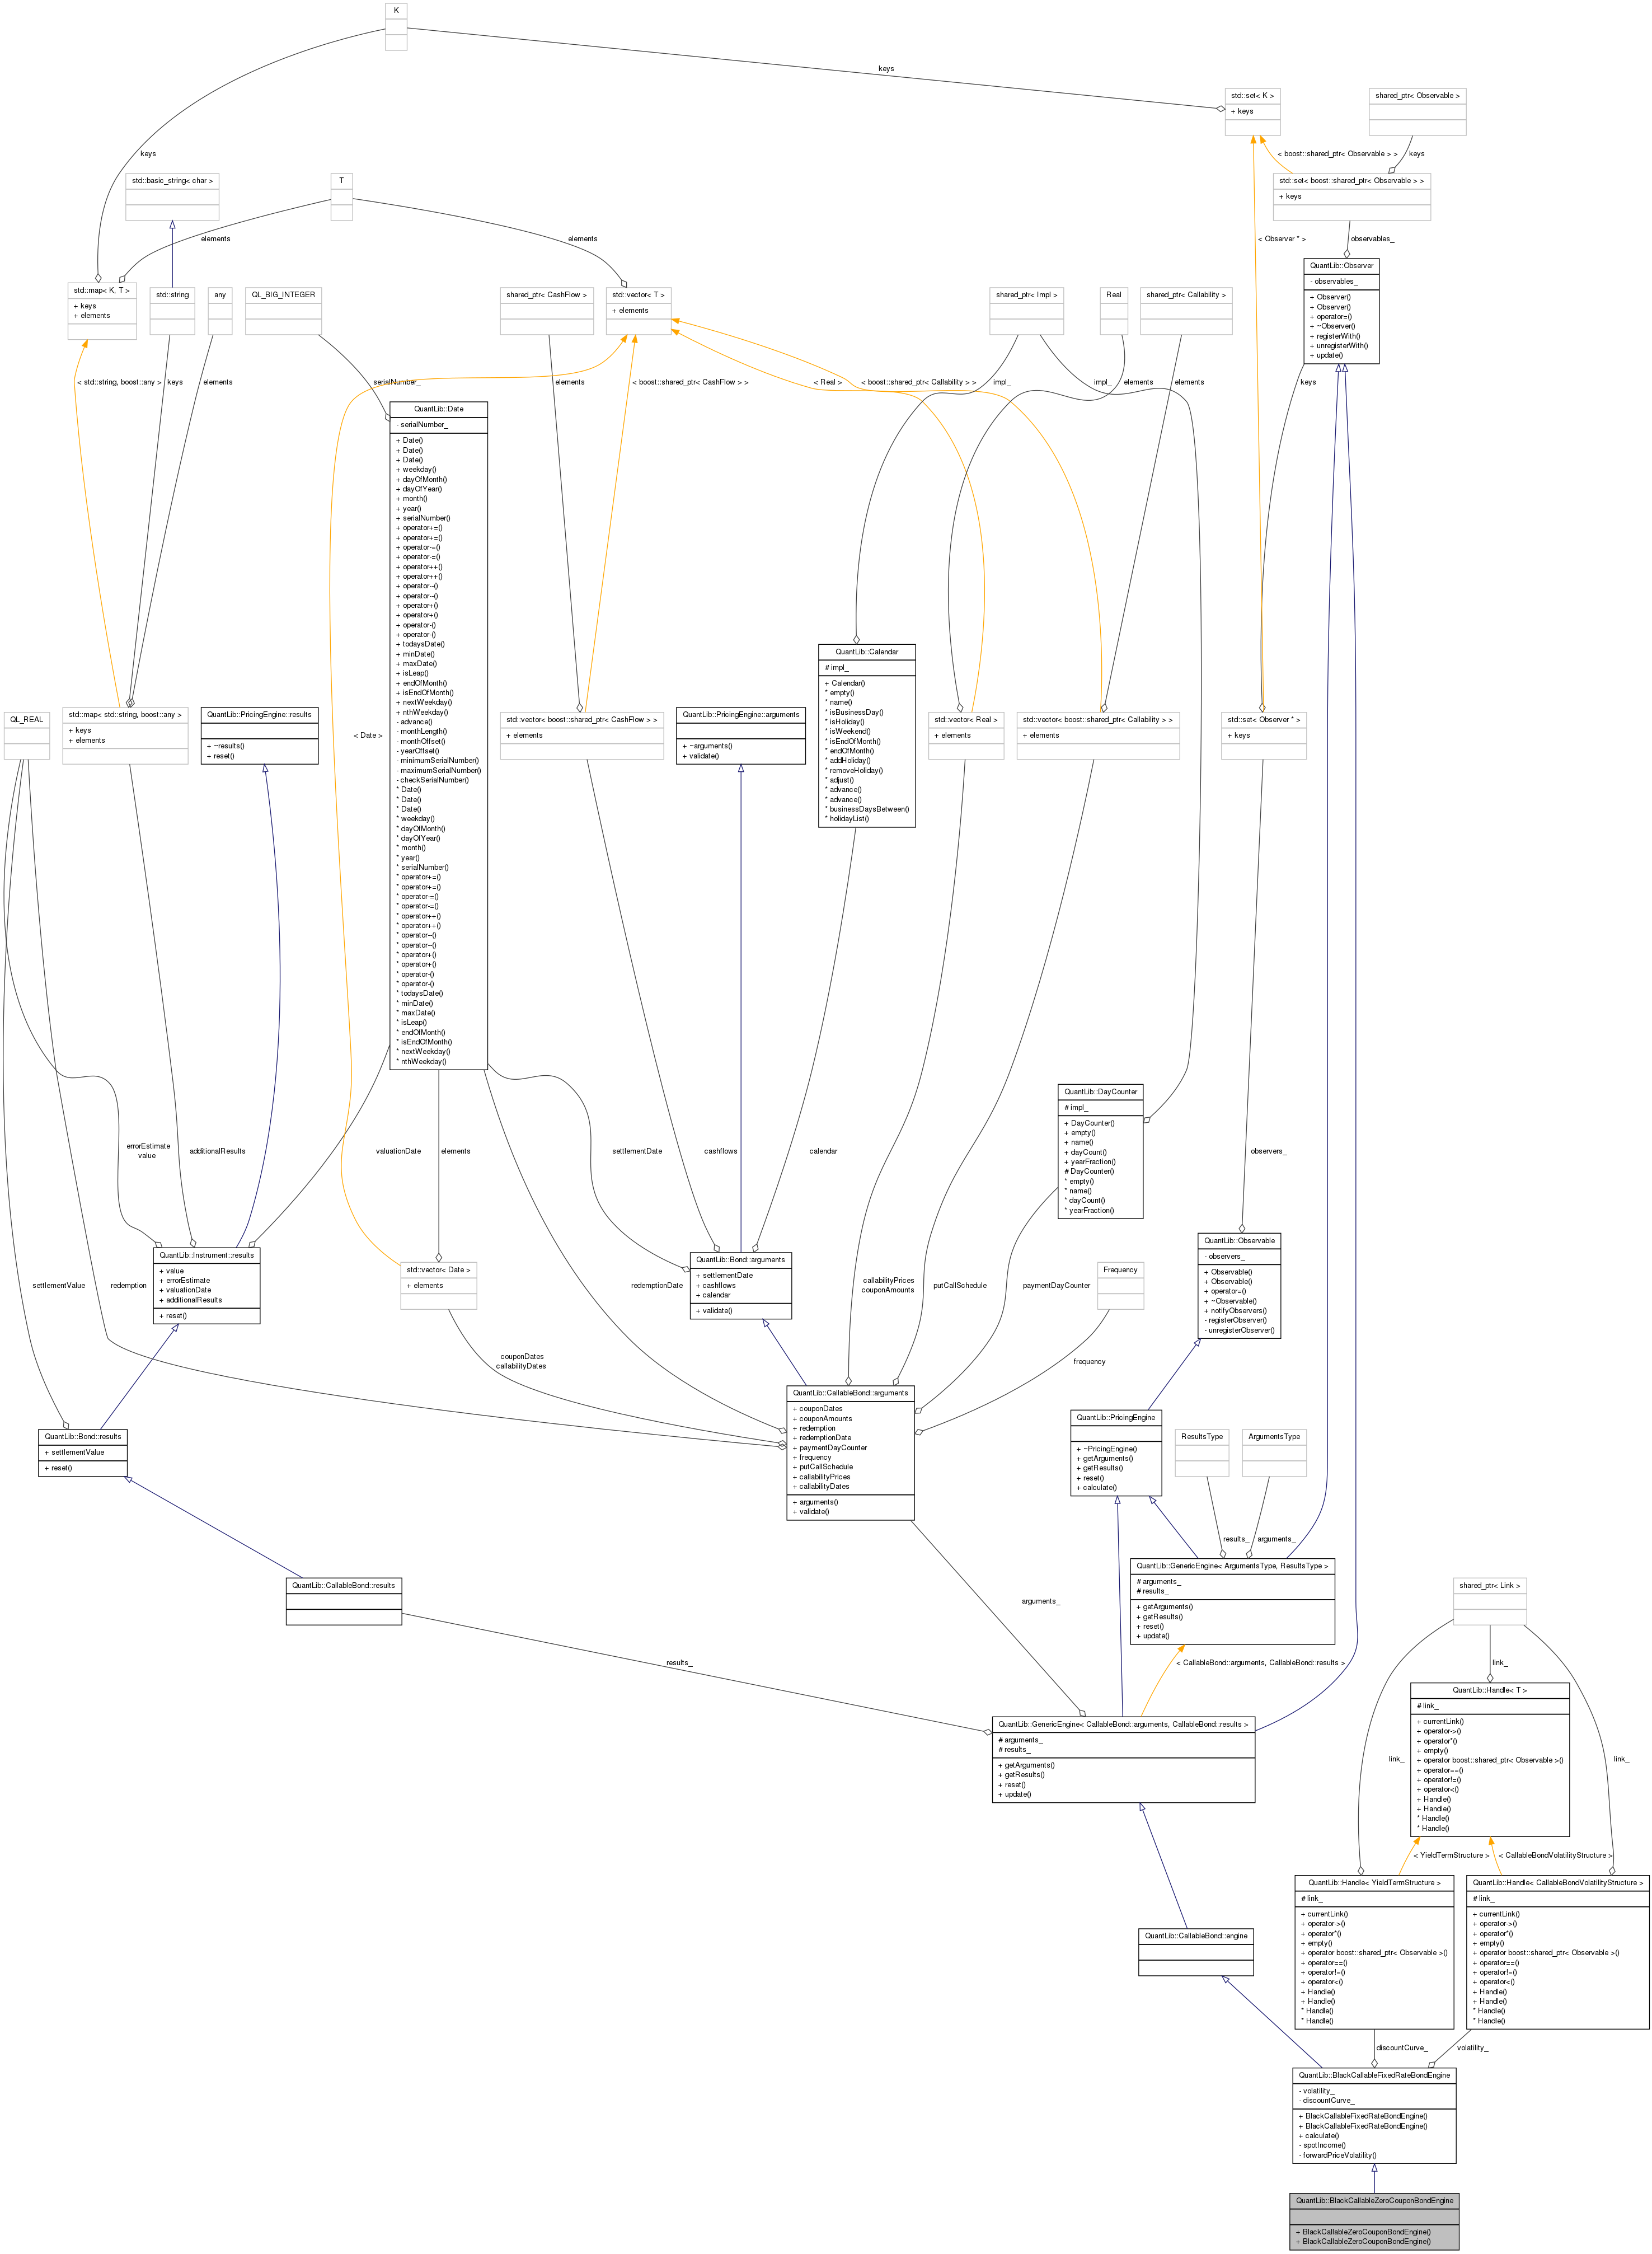 K
keys
std::set< K >
+ keys
shared_ptr< Observable >
keys
< boost::shared_ptr< Observable > >
keys
std::basic_string< char >
T
std::set< boost::shared_ptr< Observable > >
+ keys
elements
elements
< Observer * >
observables_
QuantLib::Observer
- observables_
+ Observer()
+ Observer()
+ operator=()
+ ~Observer()
+ registerWith()
+ unregisterWith()
+ update()
std::map< K, T >
+ keys
+ elements
std::string
any
QL_BIG_INTEGER
shared_ptr< CashFlow >
std::vector< T >
+ elements
shared_ptr< Impl >
Real
shared_ptr< Callability >
< std::string, boost::any >
keys
elements
serialNumber_
elements
< boost::shared_ptr< CashFlow > >
< Real >
< boost::shared_ptr< Callability > >
impl_
impl_
elements
elements
keys
QuantLib::Date
- serialNumber_
+ Date()
+ Date()
+ Date()
+ weekday()
+ dayOfMonth()
+ dayOfYear()
+ month()
+ year()
+ serialNumber()
+ operator+=()
+ operator+=()
+ operator-=()
+ operator-=()
+ operator++()
+ operator++()
+ operator--()
+ operator--()
+ operator+()
+ operator+()
+ operator-()
+ operator-()
+ todaysDate()
+ minDate()
+ maxDate()
+ isLeap()
+ endOfMonth()
+ isEndOfMonth()
+ nextWeekday()
+ nthWeekday()
- advance()
- monthLength()
- monthOffset()
- yearOffset()
- minimumSerialNumber()
- maximumSerialNumber()
- checkSerialNumber()
* Date()
* Date()
* Date()
* weekday()
* dayOfMonth()
* dayOfYear()
* month()
* year()
* serialNumber()
* operator+=()
* operator+=()
* operator-=()
* operator-=()
* operator++()
* operator++()
* operator--()
* operator--()
* operator+()
* operator+()
* operator-()
* operator-()
* todaysDate()
* minDate()
* maxDate()
* isLeap()
* endOfMonth()
* isEndOfMonth()
* nextWeekday()
* nthWeekday()
QuantLib::Calendar
# impl_
+ Calendar()
* empty()
* name()
* isBusinessDay()
* isHoliday()
* isWeekend()
* isEndOfMonth()
* endOfMonth()
* addHoliday()
* removeHoliday()
* adjust()
* advance()
* advance()
* businessDaysBetween()
* holidayList()
QL_REAL
std::map< std::string, boost::any >
+ keys
+ elements
QuantLib::PricingEngine::results
+ ~results()
+ reset()
< Date >
std::vector< boost::shared_ptr< CashFlow > >
+ elements
QuantLib::PricingEngine::arguments
+ ~arguments()
+ validate()
std::vector< Real >
+ elements
std::vector< boost::shared_ptr< Callability > >
+ elements
std::set< Observer * >
+ keys
QuantLib::DayCounter
# impl_
+ DayCounter()
+ empty()
+ name()
+ dayCount()
+ yearFraction()
# DayCounter()
* empty()
* name()
* dayCount()
* yearFraction()
errorEstimate
value
additionalResults
valuationDate
elements
settlementDate
cashflows
calendar
observers_
QuantLib::Observable
- observers_
+ Observable()
+ Observable()
+ operator=()
+ ~Observable()
+ notifyObservers()
- registerObserver()
- unregisterObserver()
settlementValue
redemption
QuantLib::Instrument::results
+ value
+ errorEstimate
+ valuationDate
+ additionalResults
+ reset()
std::vector< Date >
+ elements
redemptionDate
QuantLib::Bond::arguments
+ settlementDate
+ cashflows
+ calendar
+ validate()
callabilityPrices
couponAmounts
putCallSchedule
paymentDayCounter
Frequency
couponDates
callabilityDates
frequency
QuantLib::CallableBond::arguments
+ couponDates
+ couponAmounts
+ redemption
+ redemptionDate
+ paymentDayCounter
+ frequency
+ putCallSchedule
+ callabilityPrices
+ callabilityDates
+ arguments()
+ validate()
QuantLib::PricingEngine
+ ~PricingEngine()
+ getArguments()
+ getResults()
+ reset()
+ calculate()
ResultsType
ArgumentsType
QuantLib::Bond::results
+ settlementValue
+ reset()
results_
arguments_
QuantLib::GenericEngine< ArgumentsType, ResultsType >
# arguments_
# results_
+ getArguments()
+ getResults()
+ reset()
+ update()
QuantLib::CallableBond::results
arguments_
shared_ptr< Link >
results_
< CallableBond::arguments, CallableBond::results >
link_
QuantLib::Handle< T >
# link_
+ currentLink()
+ operator->()
+ operator*()
+ empty()
+ operator boost::shared_ptr< Observable >()
+ operator==()
+ operator!=()
+ operator<()
+ Handle()
+ Handle()
* Handle()
* Handle()
QuantLib::GenericEngine< CallableBond::arguments, CallableBond::results >
# arguments_
# results_
+ getArguments()
+ getResults()
+ reset()
+ update()
link_
link_
< YieldTermStructure >
< CallableBondVolatilityStructure >
QuantLib::Handle< YieldTermStructure >
# link_
+ currentLink()
+ operator->()
+ operator*()
+ empty()
+ operator boost::shared_ptr< Observable >()
+ operator==()
+ operator!=()
+ operator<()
+ Handle()
+ Handle()
* Handle()
* Handle()
QuantLib::Handle< CallableBondVolatilityStructure >
# link_
+ currentLink()
+ operator->()
+ operator*()
+ empty()
+ operator boost::shared_ptr< Observable >()
+ operator==()
+ operator!=()
+ operator<()
+ Handle()
+ Handle()
* Handle()
* Handle()
QuantLib::CallableBond::engine
discountCurve_
volatility_
QuantLib::BlackCallableFixedRateBondEngine
- volatility_
- discountCurve_
+ BlackCallableFixedRateBondEngine()
+ BlackCallableFixedRateBondEngine()
+ calculate()
- spotIncome()
- forwardPriceVolatility()
QuantLib::BlackCallableZeroCouponBondEngine
+ BlackCallableZeroCouponBondEngine()
+ BlackCallableZeroCouponBondEngine()